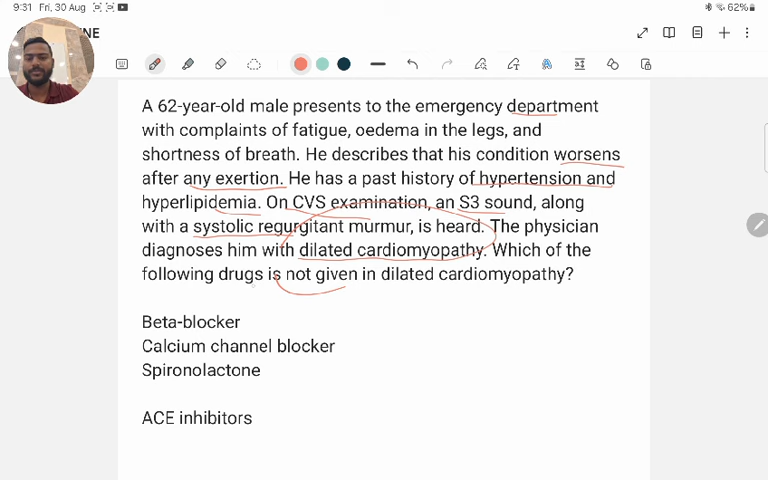 9:31 Fri, 30 Aug
62%
NE
A 62-year-old male presents to the emergency department
with complaints of fatigue, oedema in the legs, and
shortness of breath. He describes that his condition worsens
after any exertion. He has a past history of hypertension and
hyperlipidemia. On CVS examination, an S3 sound, along
with a systolic regurgitant murmur, is heard. The physician
diagnoses him with dilated cardiomyopathy. Which of the
following drugs is not given in dilated cardiomyopathy?
Beta-blocker
Calcium channel blocker
Spironolactone
ACE inhibitors